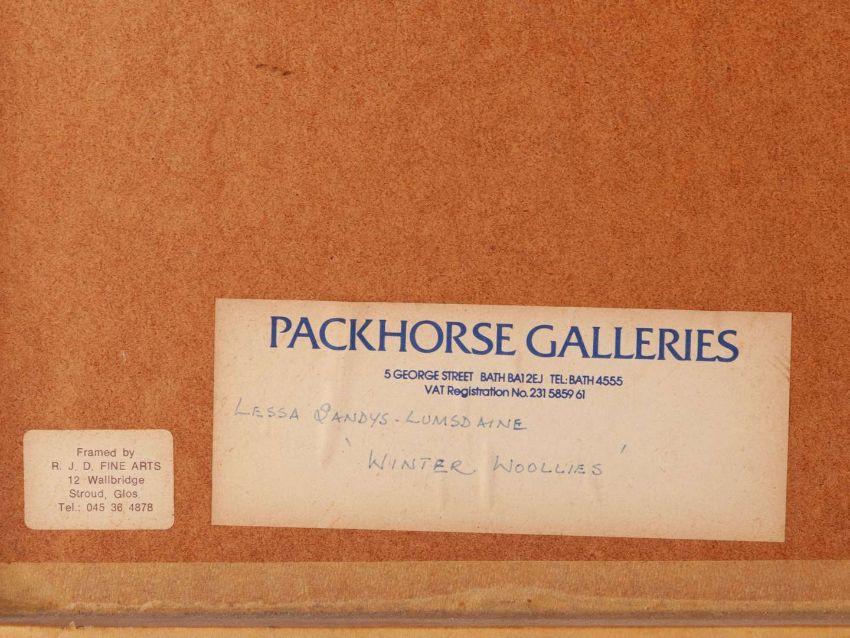 PACKHORSE GALLERIES
5 GEORGE STREET BATH BA1 2EJ TEL: BATH 4555
VAT Registration No. 231 5859 61
LESSA SANDYS-LUMSDAINE
'WINTER WOOLLIES'
Framed by
R. J. D. FINE ARTS
12 Wallbridge
Stroud, Glos.
Tel.: 045 36 4878